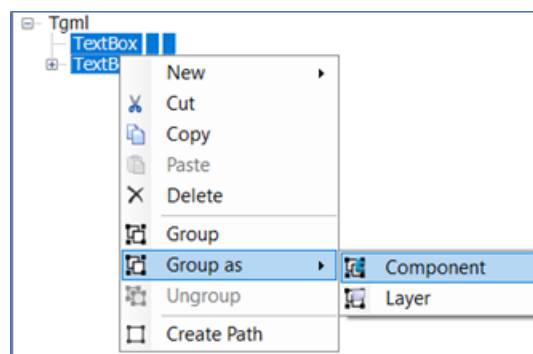 Tgml
TextBox
TextB
New
Cut
Copy
Paste
Delete
Group
Group as
Component
Ungroup
Layer
Create Path